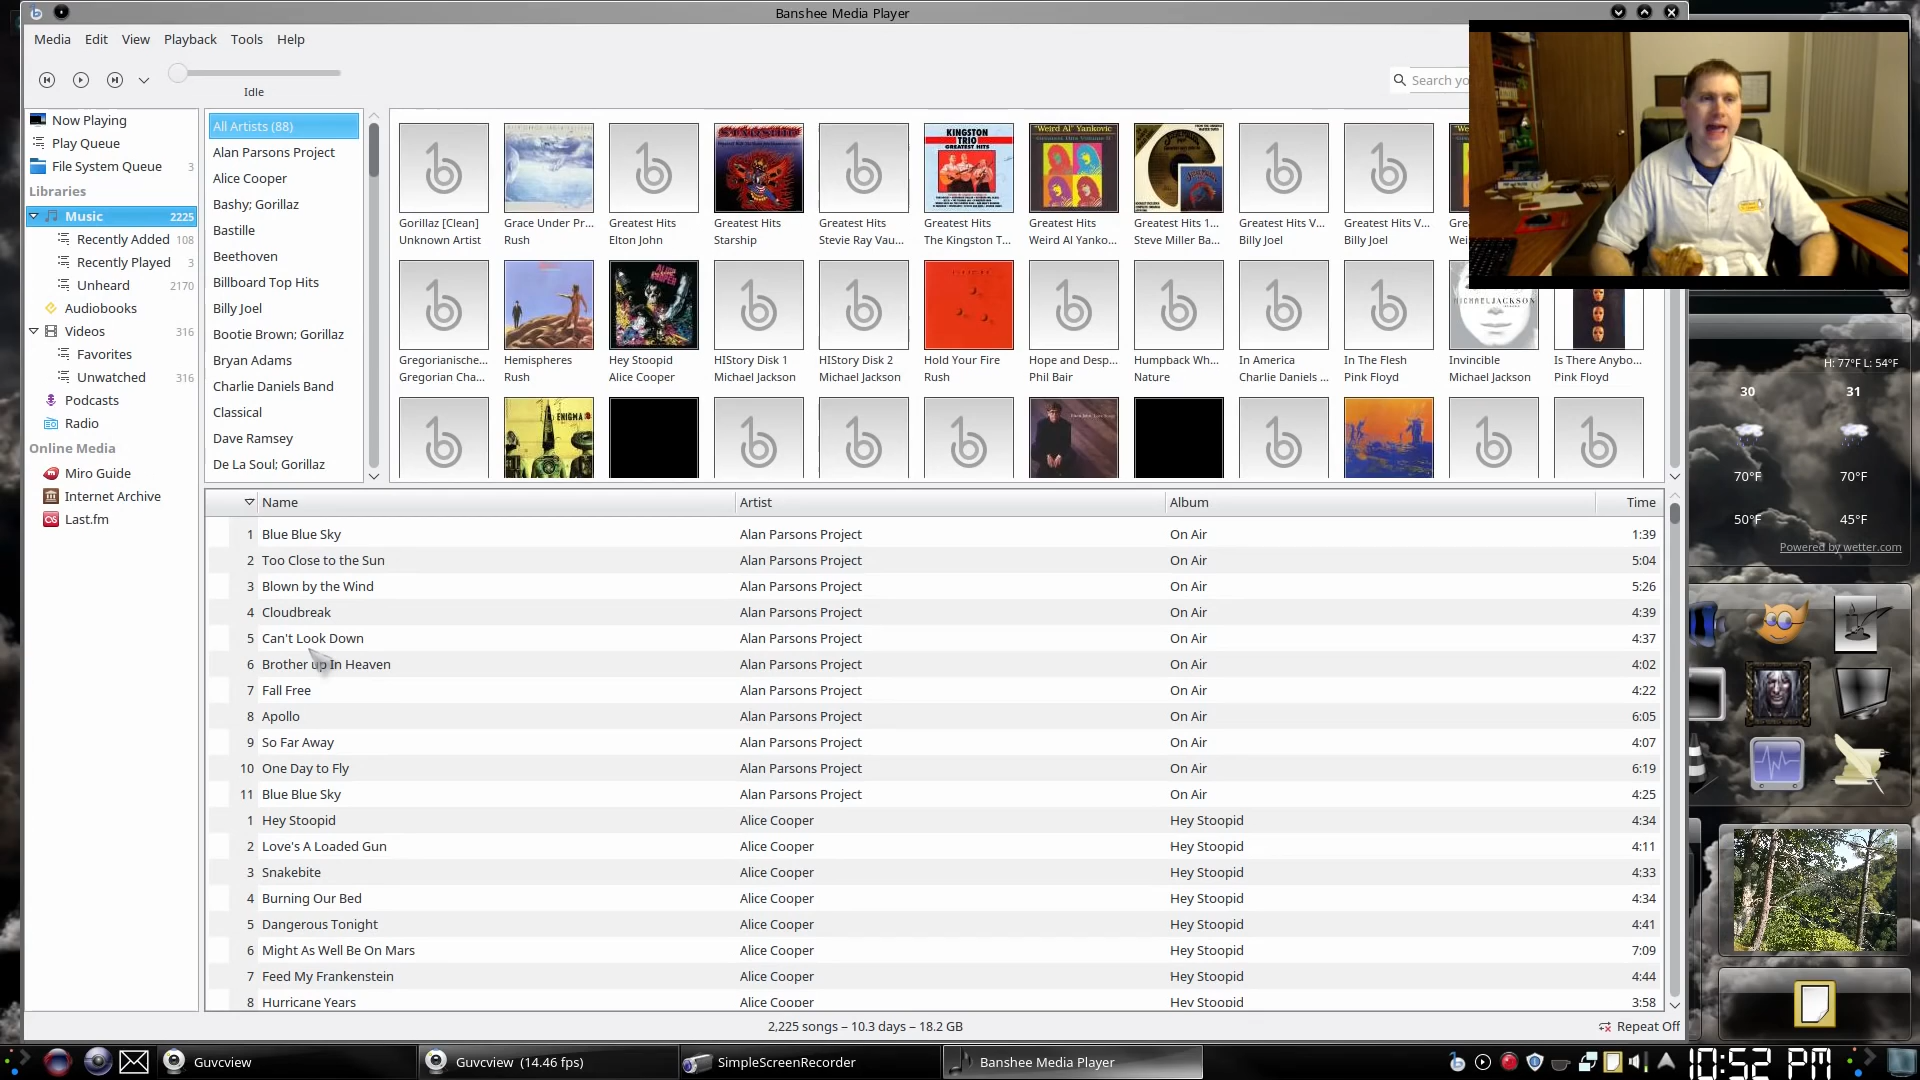 Banshee Media Player
Media Edit View Playback Tools Help
Idle
Search yo
Now Playing
Play Queue
File System Queue 3
Libraries
Music 2225
Recently Added 108
Recently Played 3
Unheard 2170
Audiobooks
Videos 316
Favorites
Unwatched 316
Podcasts
Radio
Online Media
Miro Guide
Internet Archive
Last.fm
All Artists (88)
Alan Parsons Project
Alice Cooper
Bashy; Gorillaz
Bastille
Beethoven
Billboard Top Hits
Billy Joel
Bootie Brown; Gorillaz
Bryan Adams
Charlie Daniels Band
Classical
Dave Ramsey
De La Soul; Gorillaz
KINGSTON
TRIO
GREATEST HITS
"Weird Al" Yankovic
Gorillaz [Clean] Grace Under Pr... Greatest Hits Greatest Hits Greatest Hits Greatest Hits Greatest Hits Greatest Hits 1... Greatest Hits V... Greatest Hits V... Gre
Unknown Artist Rush Elton John Starship Stevie Ray Vau... The Kingston T... Weird Al Yanko... Steve Miller Ba... Billy Joel Billy Joel Wei
MICHAEL JACKSON
Gregorianische... Hemispheres Hey Stoopid HIStory Disk 1 HIStory Disk 2 Hold Your Fire Hope and Desp... Humpback Wh... In America In The Flesh Invincible Is There Anybo...
Gregorian Cha... Rush Alice Cooper Michael Jackson Michael Jackson Rush Phil Bair Nature Charlie Daniels ... Pink Floyd Michael Jackson Pink Floyd
ENIGMA
Name Artist Album Time
1 Blue Blue Sky Alan Parsons Project On Air 1:39
2 Too Close to the Sun Alan Parsons Project On Air 5:04
3 Blown by the Wind Alan Parsons Project On Air 5:26
4 Cloudbreak Alan Parsons Project On Air 4:39
5 Can't Look Down Alan Parsons Project On Air 4:37
6 Brother up In Heaven Alan Parsons Project On Air 4:02
7 Fall Free Alan Parsons Project On Air 4:22
8 Apollo Alan Parsons Project On Air 6:05
9 So Far Away Alan Parsons Project On Air 4:07
10 One Day to Fly Alan Parsons Project On Air 6:19
11 Blue Blue Sky Alan Parsons Project On Air 4:25
1 Hey Stoopid Alice Cooper Hey Stoopid 4:34
2 Love's A Loaded Gun Alice Cooper Hey Stoopid 4:11
3 Snakebite Alice Cooper Hey Stoopid 4:33
4 Burning Our Bed Alice Cooper Hey Stoopid 4:34
5 Dangerous Tonight Alice Cooper Hey Stoopid 4:41
6 Might As Well Be On Mars Alice Cooper Hey Stoopid 7:09
7 Feed My Frankenstein Alice Cooper Hey Stoopid 4:44
8 Hurricane Years Alice Cooper Hey Stoopid 3:58
2,225 songs – 10.3 days – 18.2 GB
Repeat Off
H: 77°F L: 54°F
30 31
70°F 70°F
50°F 45°F
Powered by wetter.com
Guvcview
Guvcview (14.46 fps)
SimpleScreenRecorder
Banshee Media Player
10:52 PM